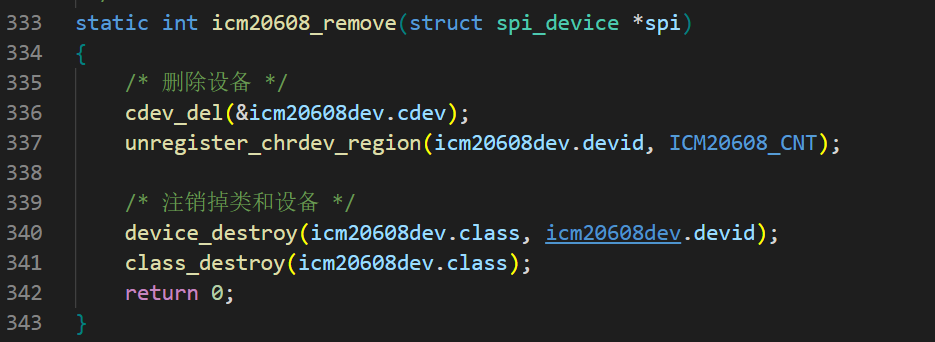 333 static int icm20608_remove(struct spi_device *spi)
334 {
335     /* 删除设备 */
336     cdev_del(&icm20608dev.cdev);
337     unregister_chrdev_region(icm20608dev.devid, ICM20608_CNT);
338
339     /* 注销掉类和设备 */
340     device_destroy(icm20608dev.class, icm20608dev.devid);
341     class_destroy(icm20608dev.class);
342     return 0;
343 }